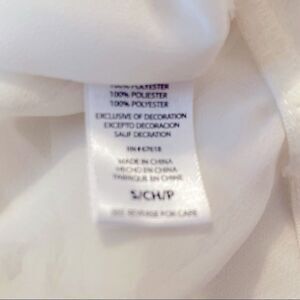 100% POLYESTER
100% POLIESTER
100% POLYESTER
EXCLUSIVE OF DECORATION
EXCEPTO DECORACION
SAUF DECORATION
RN# 67618
MADE IN CHINA
HECHO EN CHINA
FABRIQUE EN CHINE
S/CH/P
SEE REVERSE FOR CARE